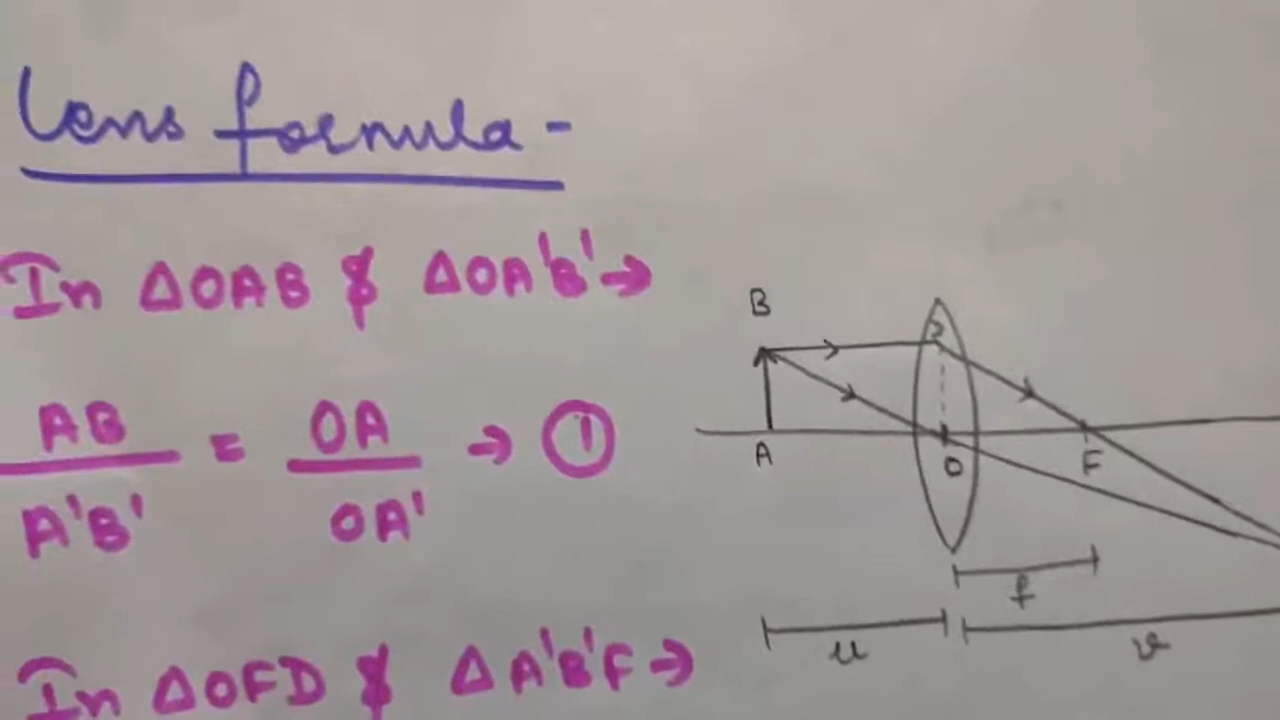 Lens formula -
In ΔOAB & ΔOA'B' →
AB / A'B' = OA / OA' → ①
In ΔOFD & ΔA'B'F →
B
A
O
F
f
u
v